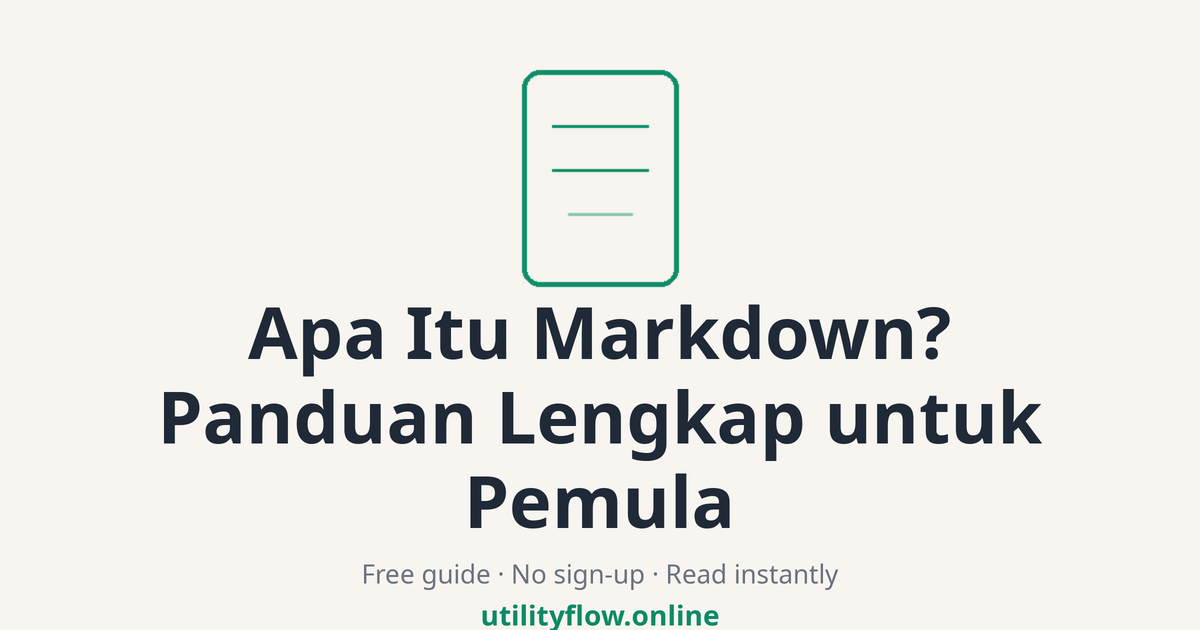 Apa Itu Markdown?
Panduan Lengkap untuk
Pemula
Free guide · No sign-up · Read instantly
utilityflow.online